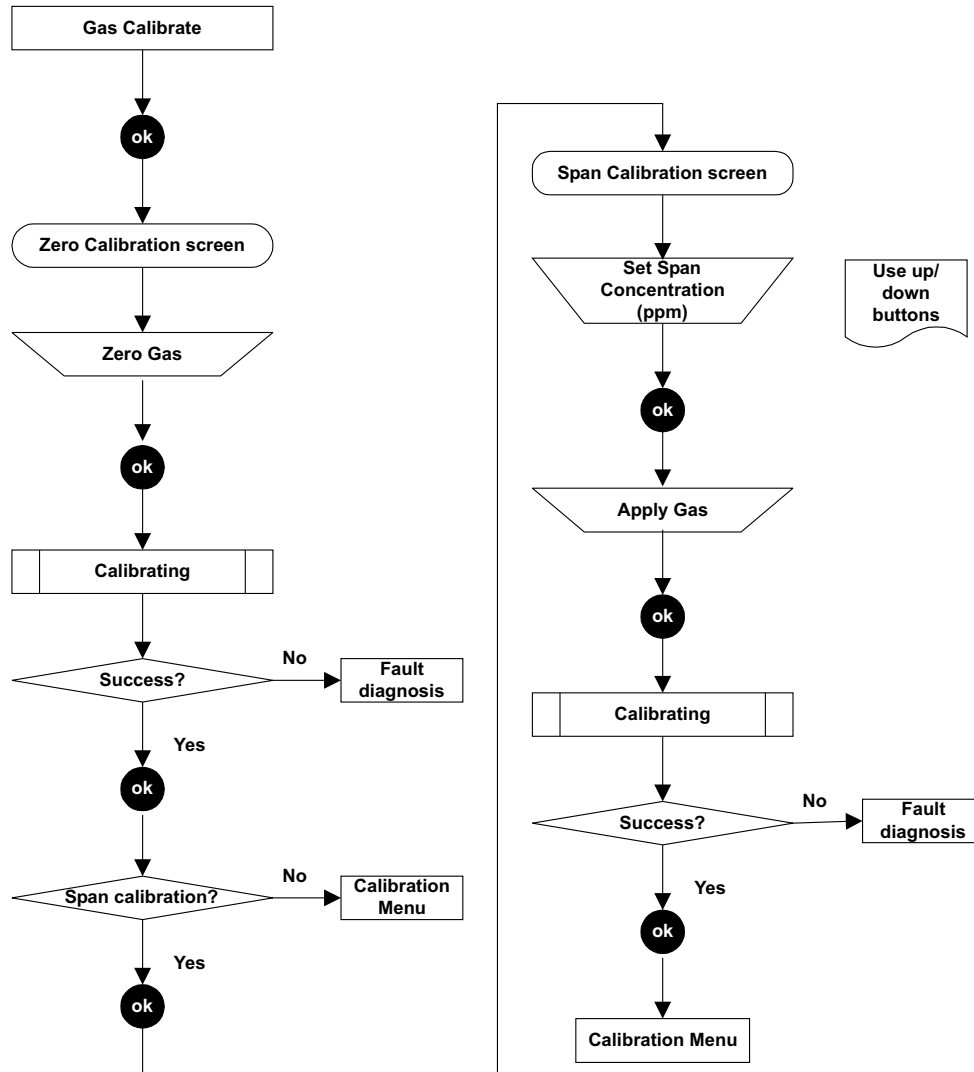 Gas Calibrate
ok
Zero Calibration screen
Zero Gas
ok
Calibrating
Success?
No
Fault
diagnosis
Yes
ok
Span calibration?
No
Calibration
Menu
Yes
ok
Span Calibration screen
Set Span
Concentration
(ppm)
Use up/
down
buttons
ok
Apply Gas
ok
Calibrating
Success?
No
Fault
diagnosis
Yes
ok
Calibration Menu